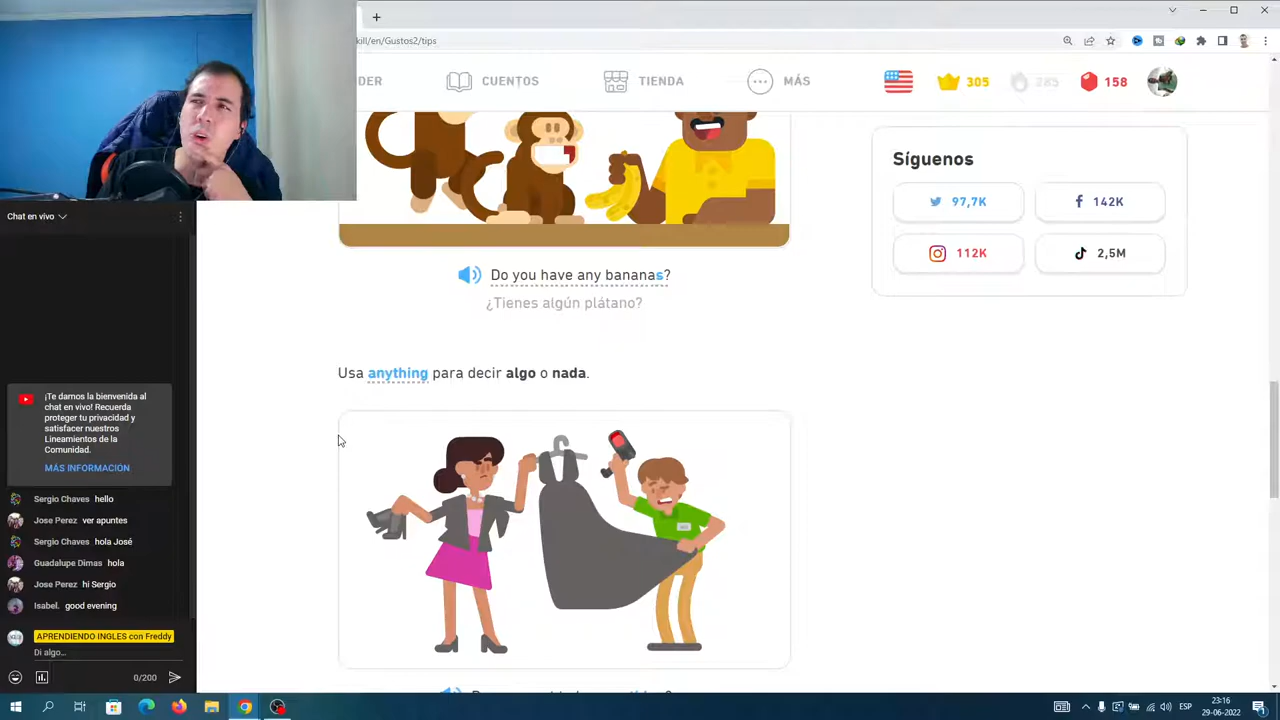 kill/en/Gustos2/tips
DER
CUENTOS
TIENDA
MÁS
305
285
158
Síguenos
97,7K
142K
112K
2,5M
Do you have any bananas?
¿Tienes algún plátano?
Usa anything para decir algo o nada.
Chat en vivo
¡Te damos la bienvenida al
chat en vivo! Recuerda
proteger tu privacidad y
satisfacer nuestros
Lineamientos de la
Comunidad.
MÁS INFORMACIÓN
Sergio Chaves hello
Jose Perez ver apuntes
Sergio Chaves hola José
Guadalupe Dimas hola
Jose Perez hi Sergio
Isabel. good evening
APRENDIENDO INGLES con Freddy
Di algo...
0/200
ESP
23:16
29-06-2022